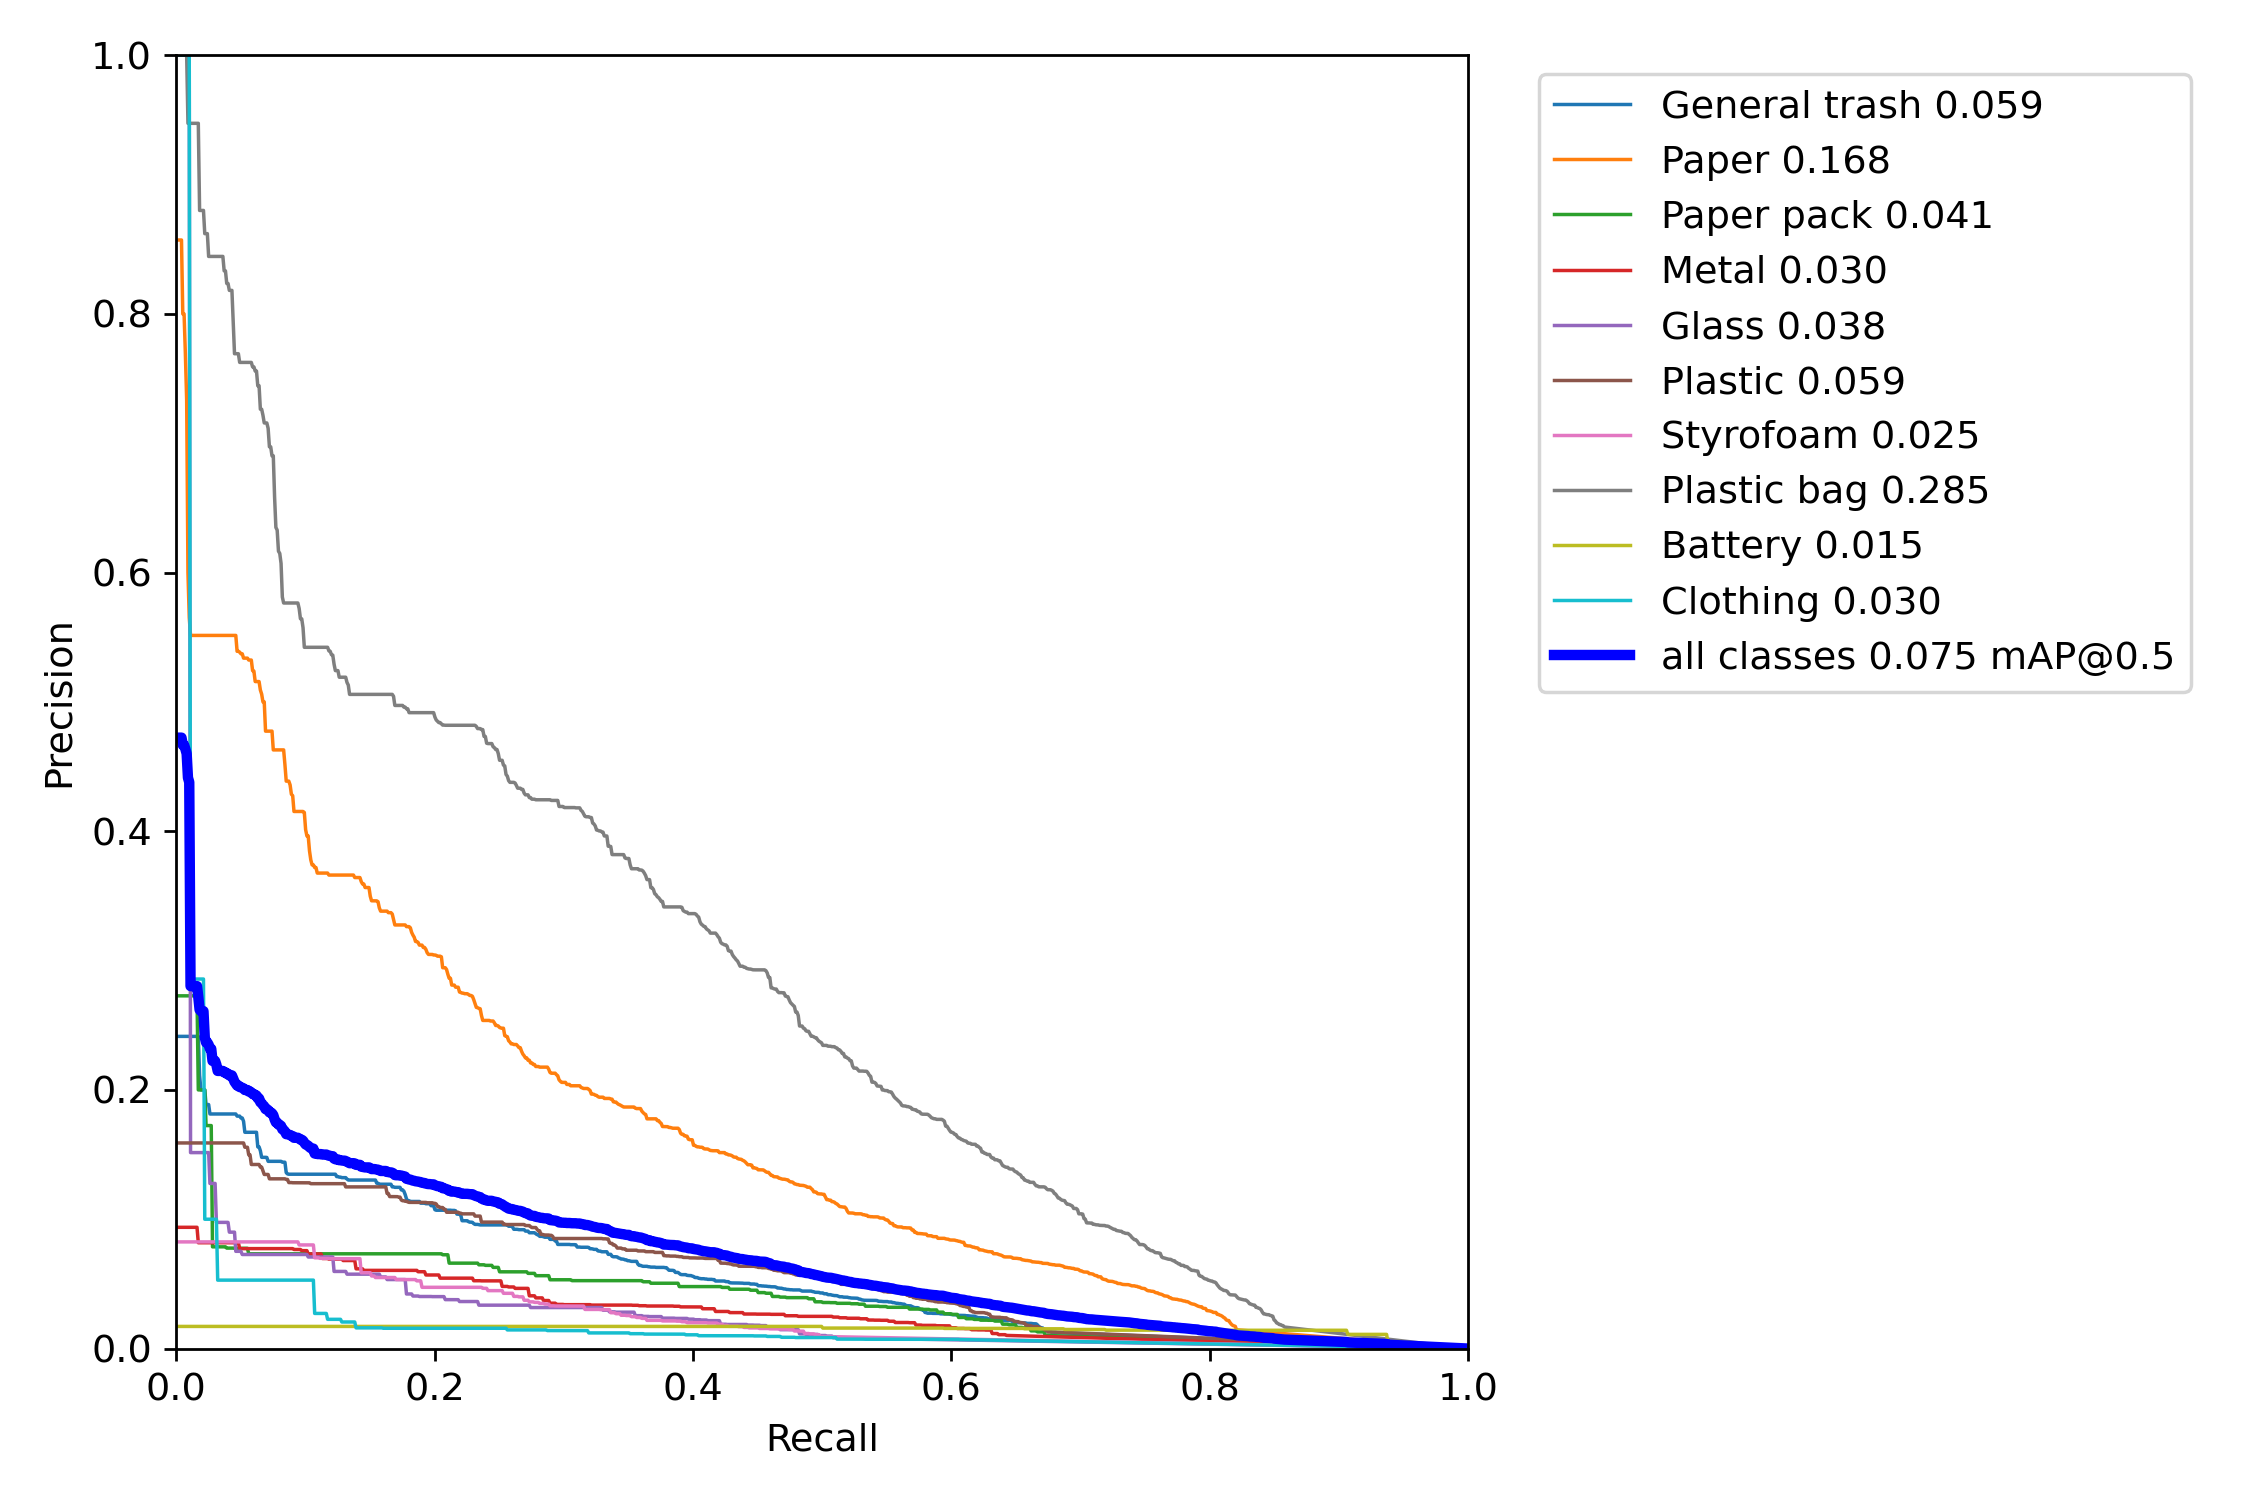 1.0
0.8
0.6
0.4
0.2
0.0
Precision
0.0 0.2 0.4 0.6 0.8 1.0
Recall
General trash 0.059
Paper 0.168
Paper pack 0.041
Metal 0.030
Glass 0.038
Plastic 0.059
Styrofoam 0.025
Plastic bag 0.285
Battery 0.015
Clothing 0.030
all classes 0.075 mAP@0.5